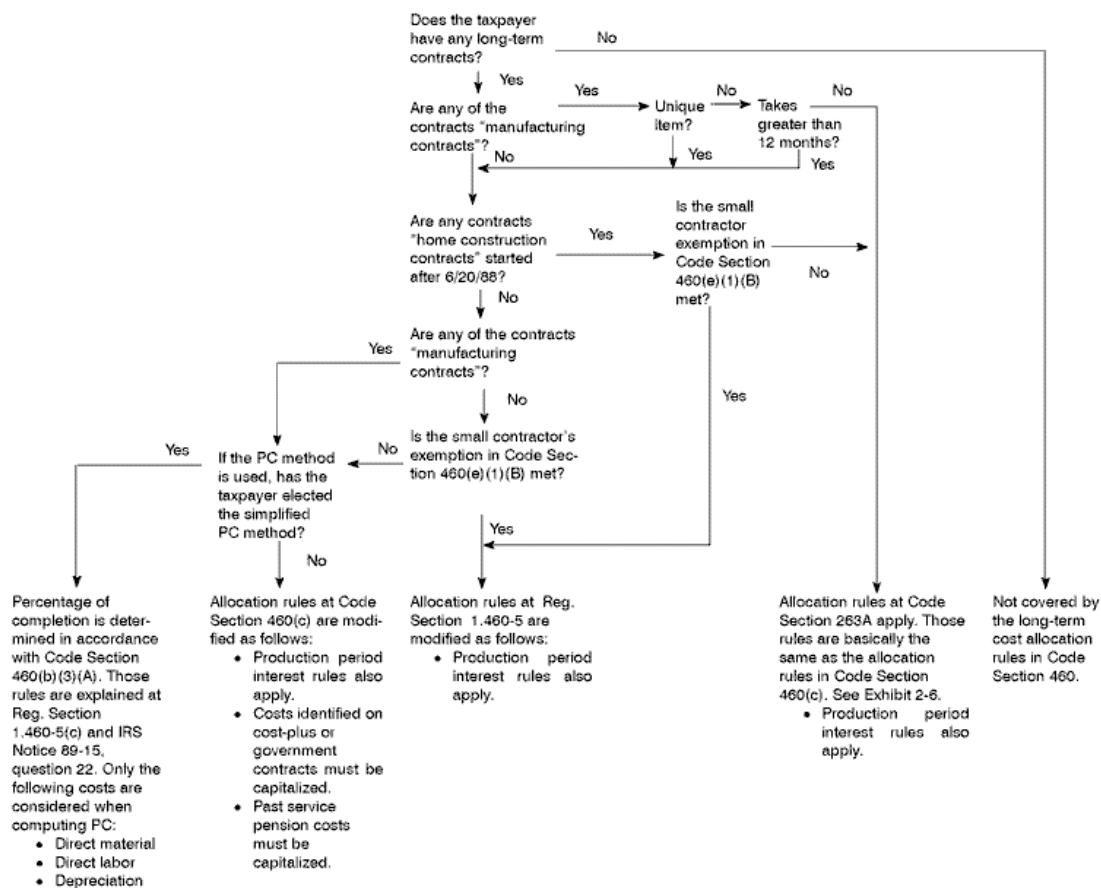 Does the taxpayer
have any long-term
contracts?
No
Yes
Are any of the
contracts "manufacturing
contracts"?
Yes
Unique
item?
No
Takes
greater than
12 months?
No
No
Yes
Yes
Are any contracts
"home construction
contracts" started
after 6/20/88?
Yes
Is the small
contractor
exemption in
Code Section
460(e)(1)(B)
met?
No
No
Are any of the contracts
"manufacturing
contracts"?
Yes
Yes
No
Is the small contractor's
exemption in Code Sec-
tion 460(e)(1)(B) met?
No
If the PC method
is used, has the
taxpayer elected
the simplified
PC method?
Yes
Yes
No
Percentage of
completion is deter-
mined in accordance
with Code Section
460(b)(3)(A). Those
rules are explained at
Reg. Section
1.460-5(c) and IRS
Notice 89-15,
question 22. Only the
following costs are
considered when
computing PC:
• Direct material
• Direct labor
• Depreciation
Allocation rules at Code
Section 460(c) are modi-
fied as follows:
• Production period
interest rules also
apply.
• Costs identified on
cost-plus or
government
contracts must be
capitalized.
• Past service
pension costs
must be
capitalized.
Allocation rules at Reg.
Section 1.460-5 are
modified as follows:
• Production period
interest rules also
apply.
Allocation rules at Code
Section 263A apply. Those
rules are basically the
same as the allocation
rules in Code Section
460(c). See Exhibit 2-6.
• Production period
interest rules also
apply.
Not covered by
the long-term
cost allocation
rules in Code
Section 460.